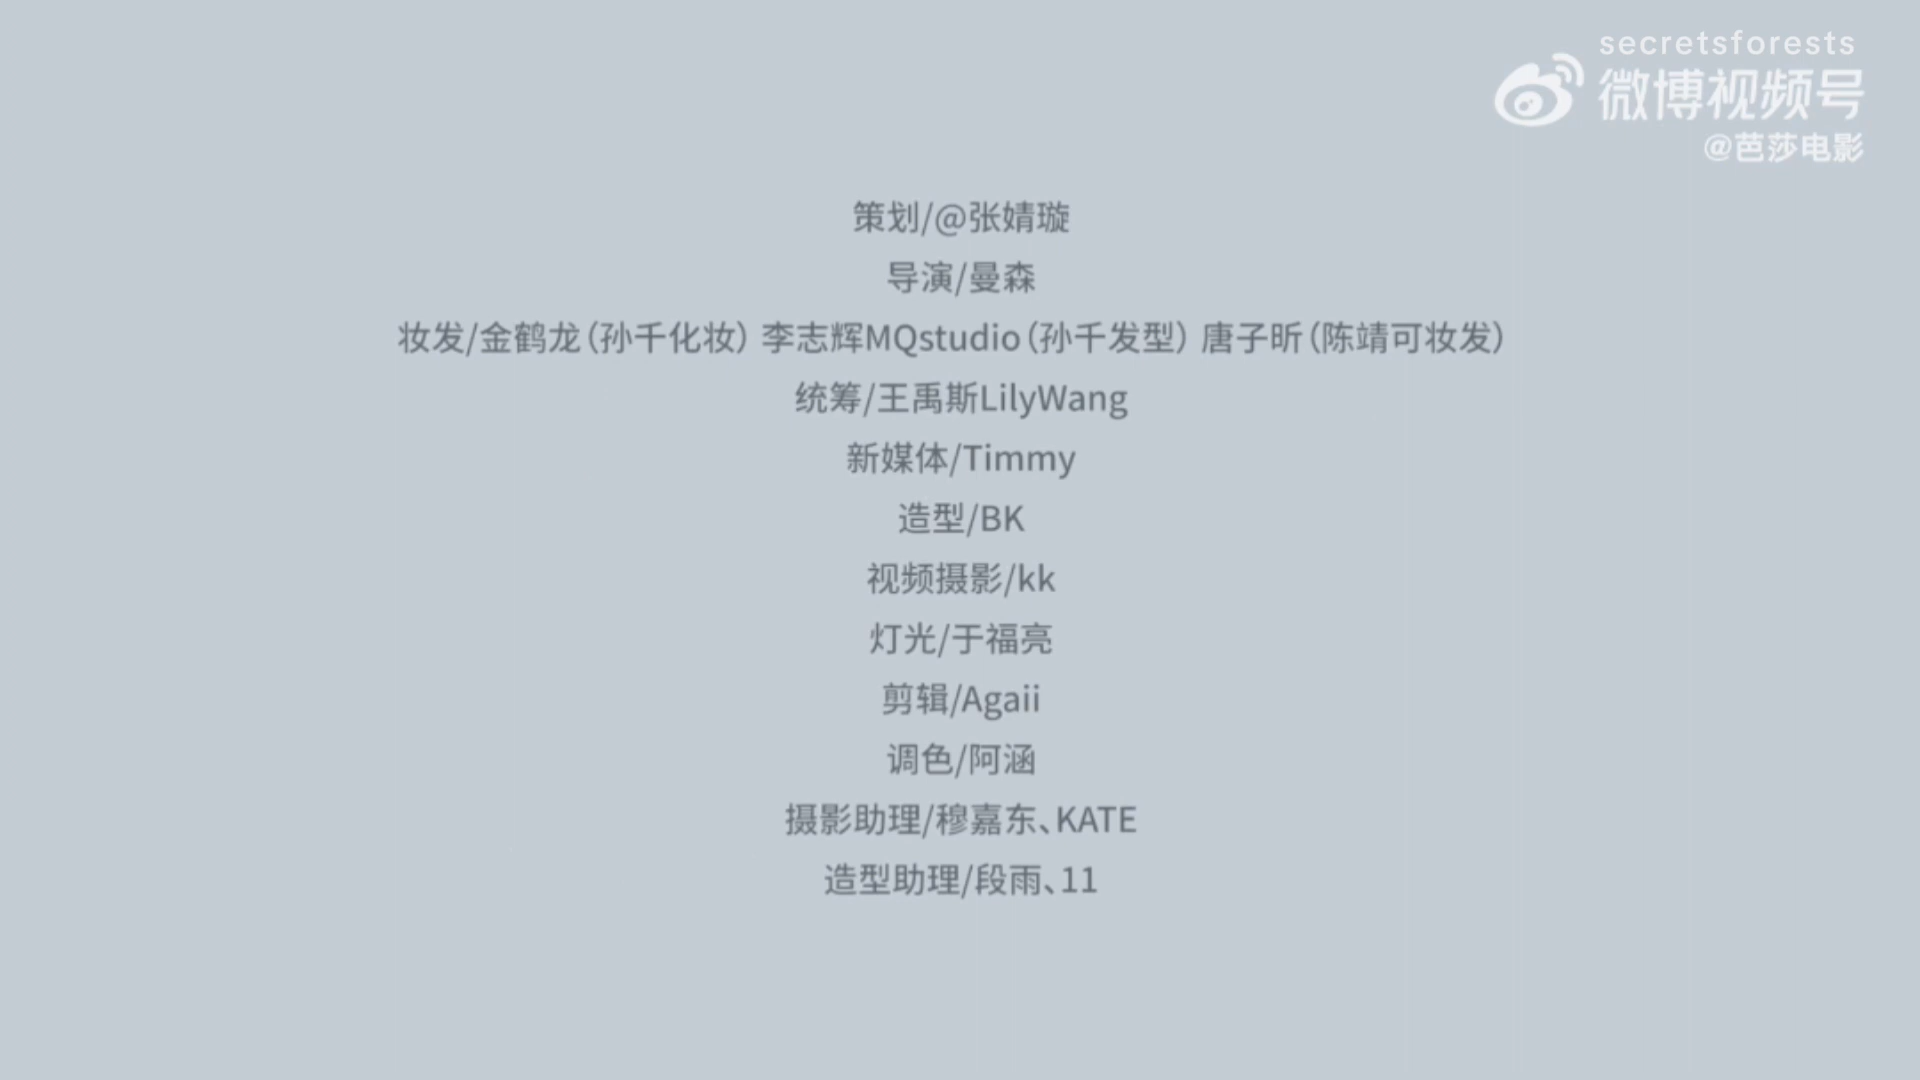 secretsforests
微博视频号
@芭莎电影
策划/@张婧璇
导演/曼森
妆发/金鹤龙(孙千化妆) 李志辉MQstudio(孙千发型) 唐子昕(陈靖可妆发)
统筹/王禹斯LilyWang
新媒体/Timmy
造型/BK
视频摄影/kk
灯光/于福亮
剪辑/Agaii
调色/阿涵
摄影助理/穆嘉东、KATE
造型助理/段雨、11